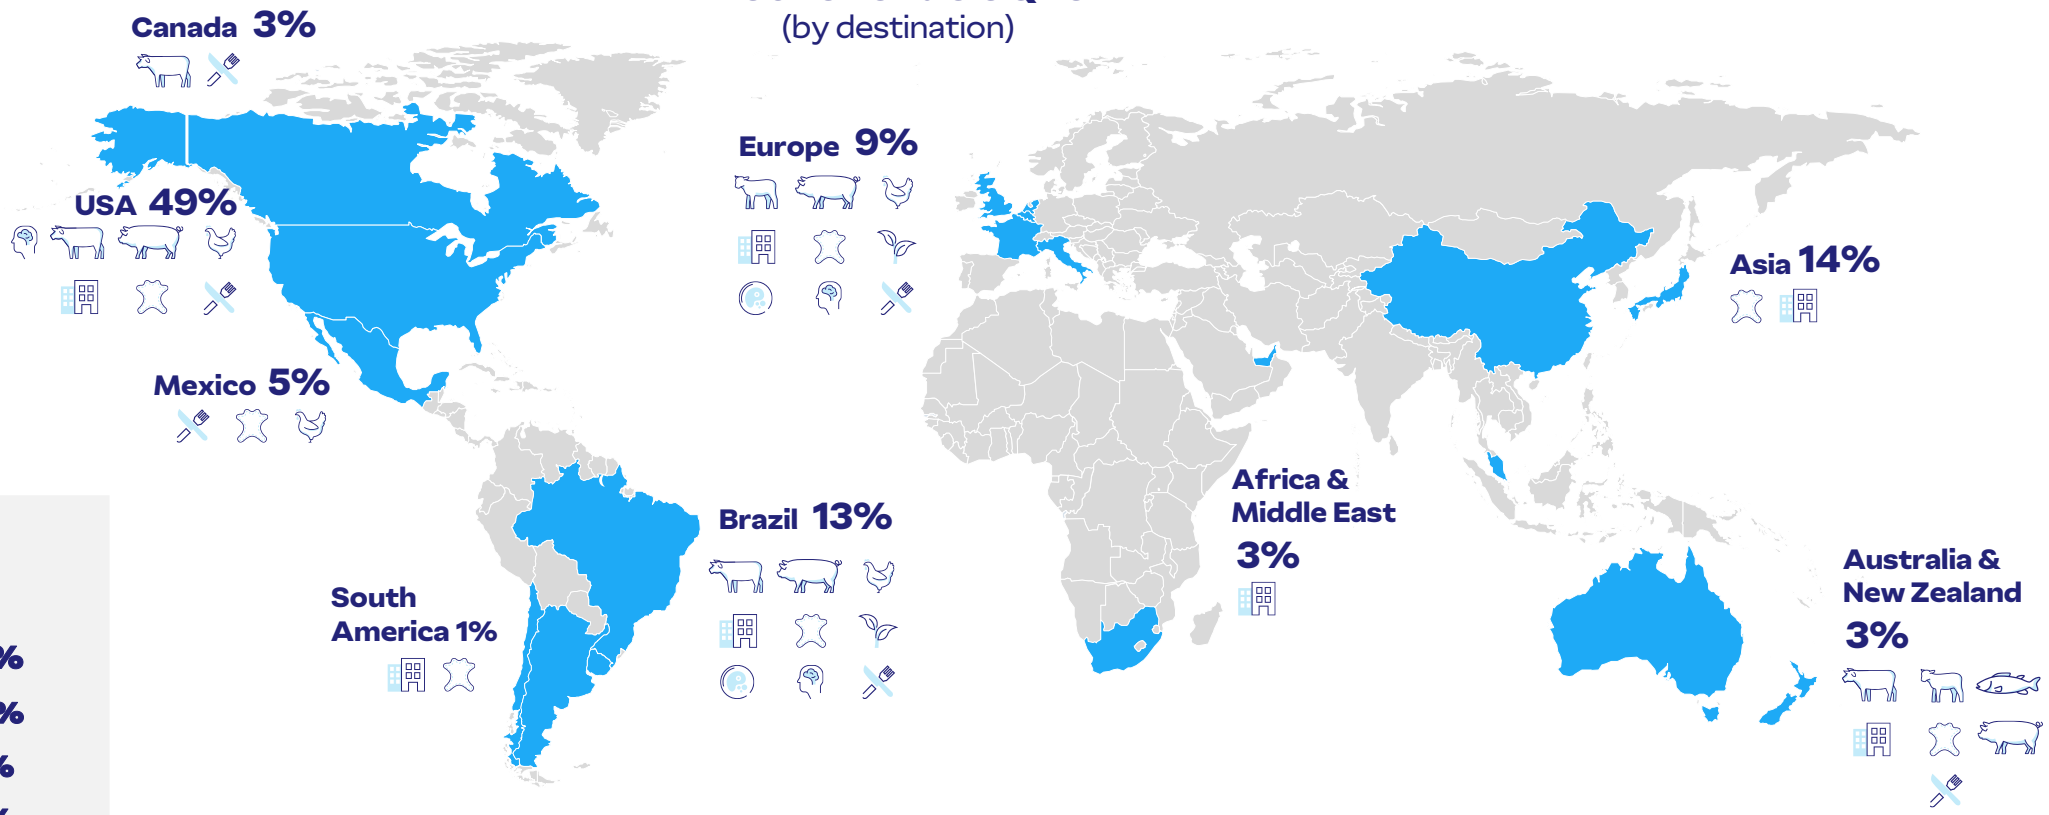 (by destination)
Canada 3%
USA 49%
Mexico 5%
Europe 9%
Asia 14%
Brazil 13%
South
America 1%
Africa &
Middle East
3%
Australia &
New Zealand
3%
%
%
%